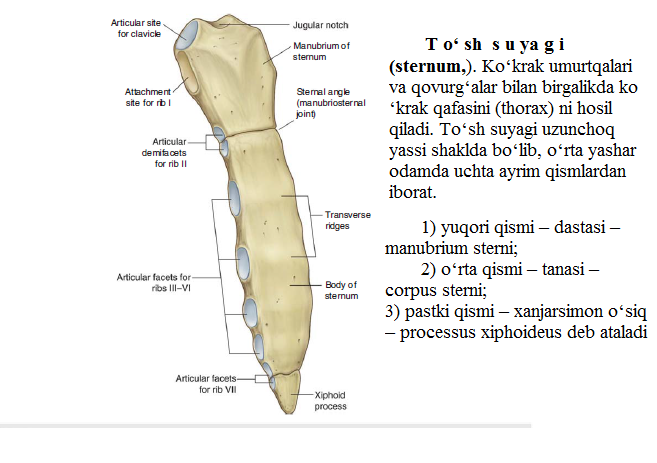 Articular site
for clavicle
Jugular notch
Manubrium of
sternum
Attachment
site for rib I
Sternal angle
(manubriosternal
joint)
Articular
demifacets
for rib II
Transverse
ridges
Articular facets for
ribs III–VI
Body of
sternum
Articular facets
for rib VII
Xiphoid
process
T o‘ sh s u ya g i
(sternum,). Ko‘krak umurtqalari
va qovurg‘alar bilan birgalikda ko
‘krak qafasini (thorax) ni hosil
qiladi. To‘sh suyagi uzunchoq
yassi shaklda bo‘lib, o‘rta yashar
odamda uchta ayrim qismlardan
iborat.
1) yuqori qismi – dastasi –
manubrium sterni;
2) o‘rta qismi – tanasi –
corpus sterni;
3) pastki qismi – xanjarsimon o‘siq
– processus xiphoideus deb ataladi